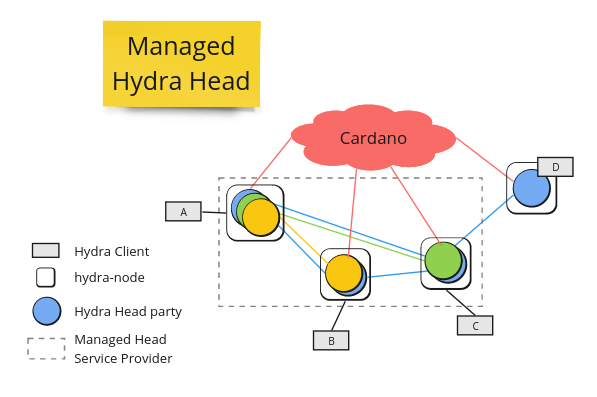 Managed
Hydra Head
Cardano
D
A
Hydra Client
hydra-node
Hydra Head party
B
C
Managed Head
Service Provider